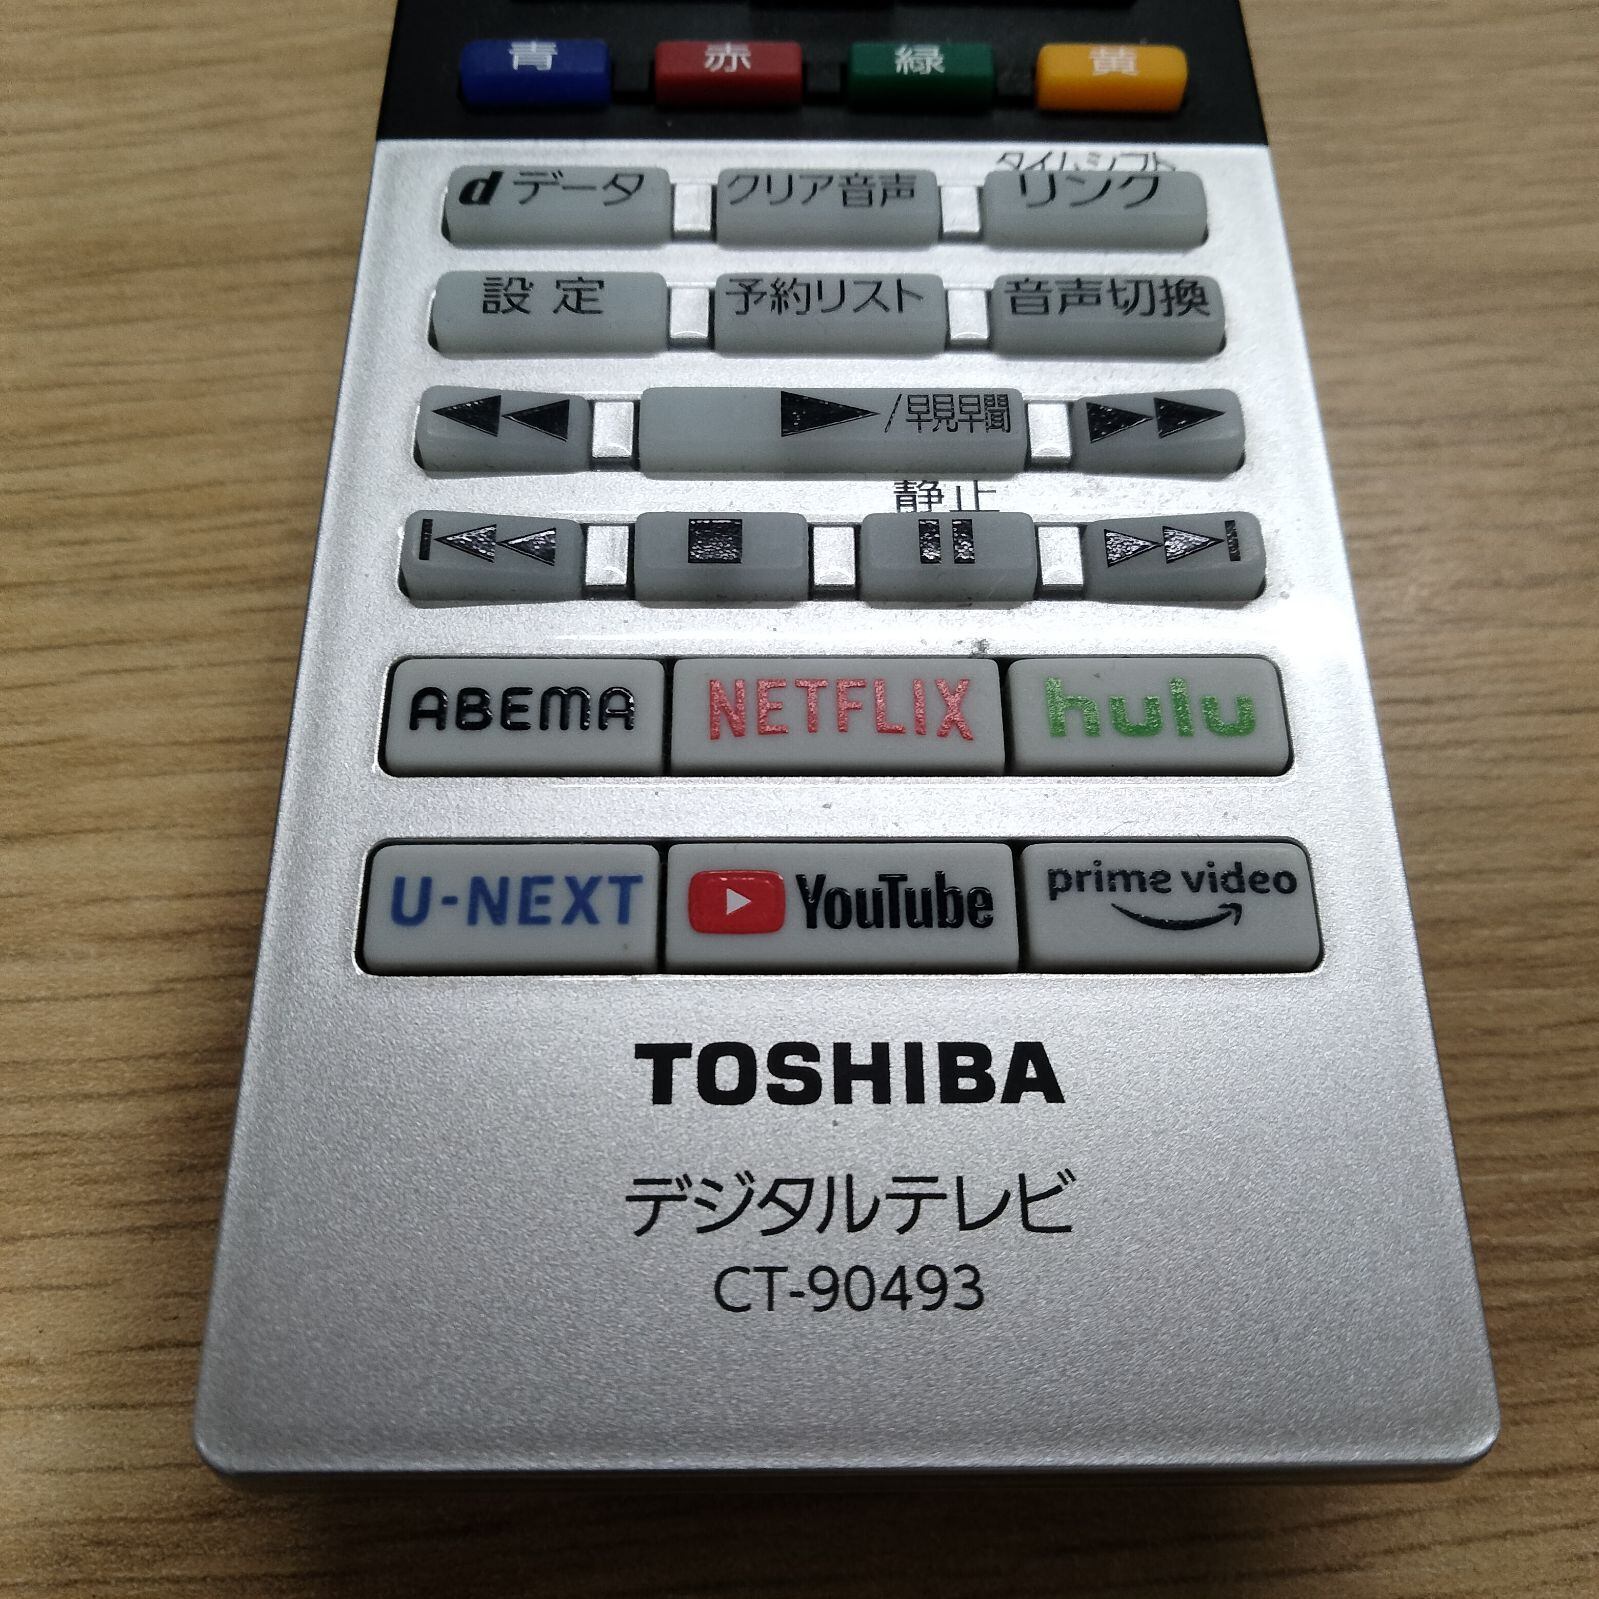 青 赤 緑 黄
タイムシフト
dデータ クリア音声 リンク
設定 予約リスト 音声切換
/早見早聞
静止
ABEMA NETFLIX hulu
U-NEXT YouTube prime video
TOSHIBA
デジタルテレビ
CT-90493